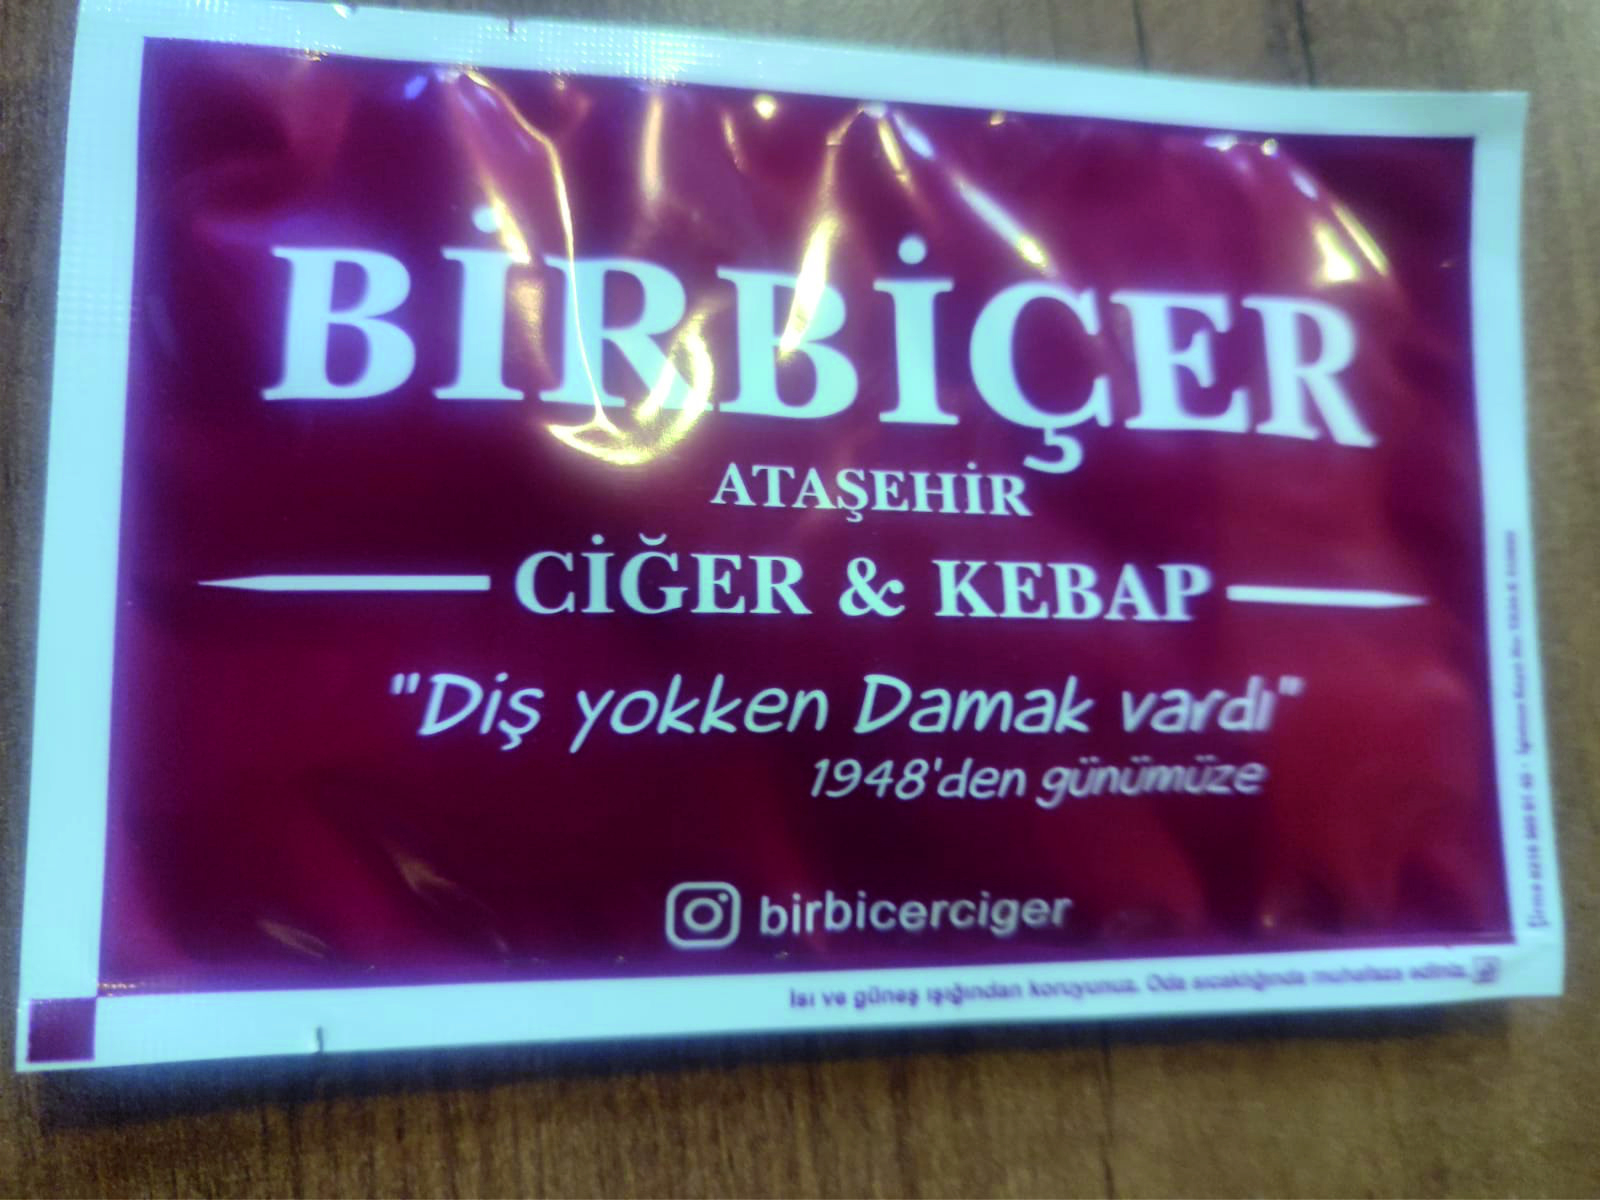 BİRBİÇER
ATAŞEHİR
CİĞER & KEBAP
"Diş yokken Damak vardı"
1948'den günümüze
birbicerciger
Isı ve güneş ışığından koruyunuz. Oda sıcaklığında muhafaza ediniz.